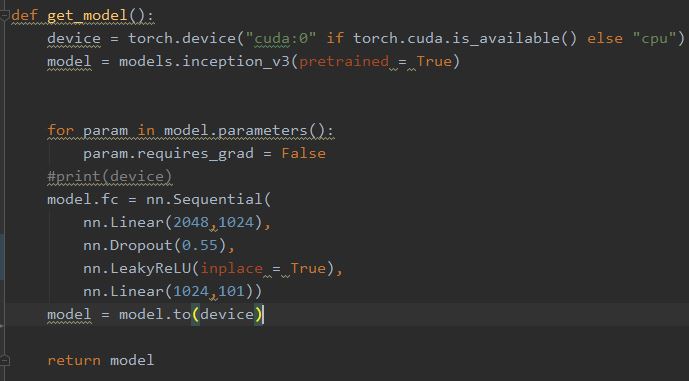 def get_model():
    device = torch.device("cuda:0" if torch.cuda.is_available() else "cpu")
    model = models.inception_v3(pretrained = True)
    for param in model.parameters():
        param.requires_grad = False
    #print(device)
    model.fc = nn.Sequential(
        nn.Linear(2048,1024),
        nn.Dropout(0.55),
        nn.LeakyReLU(inplace = True),
        nn.Linear(1024,101))
    model = model.to(device)
    return model